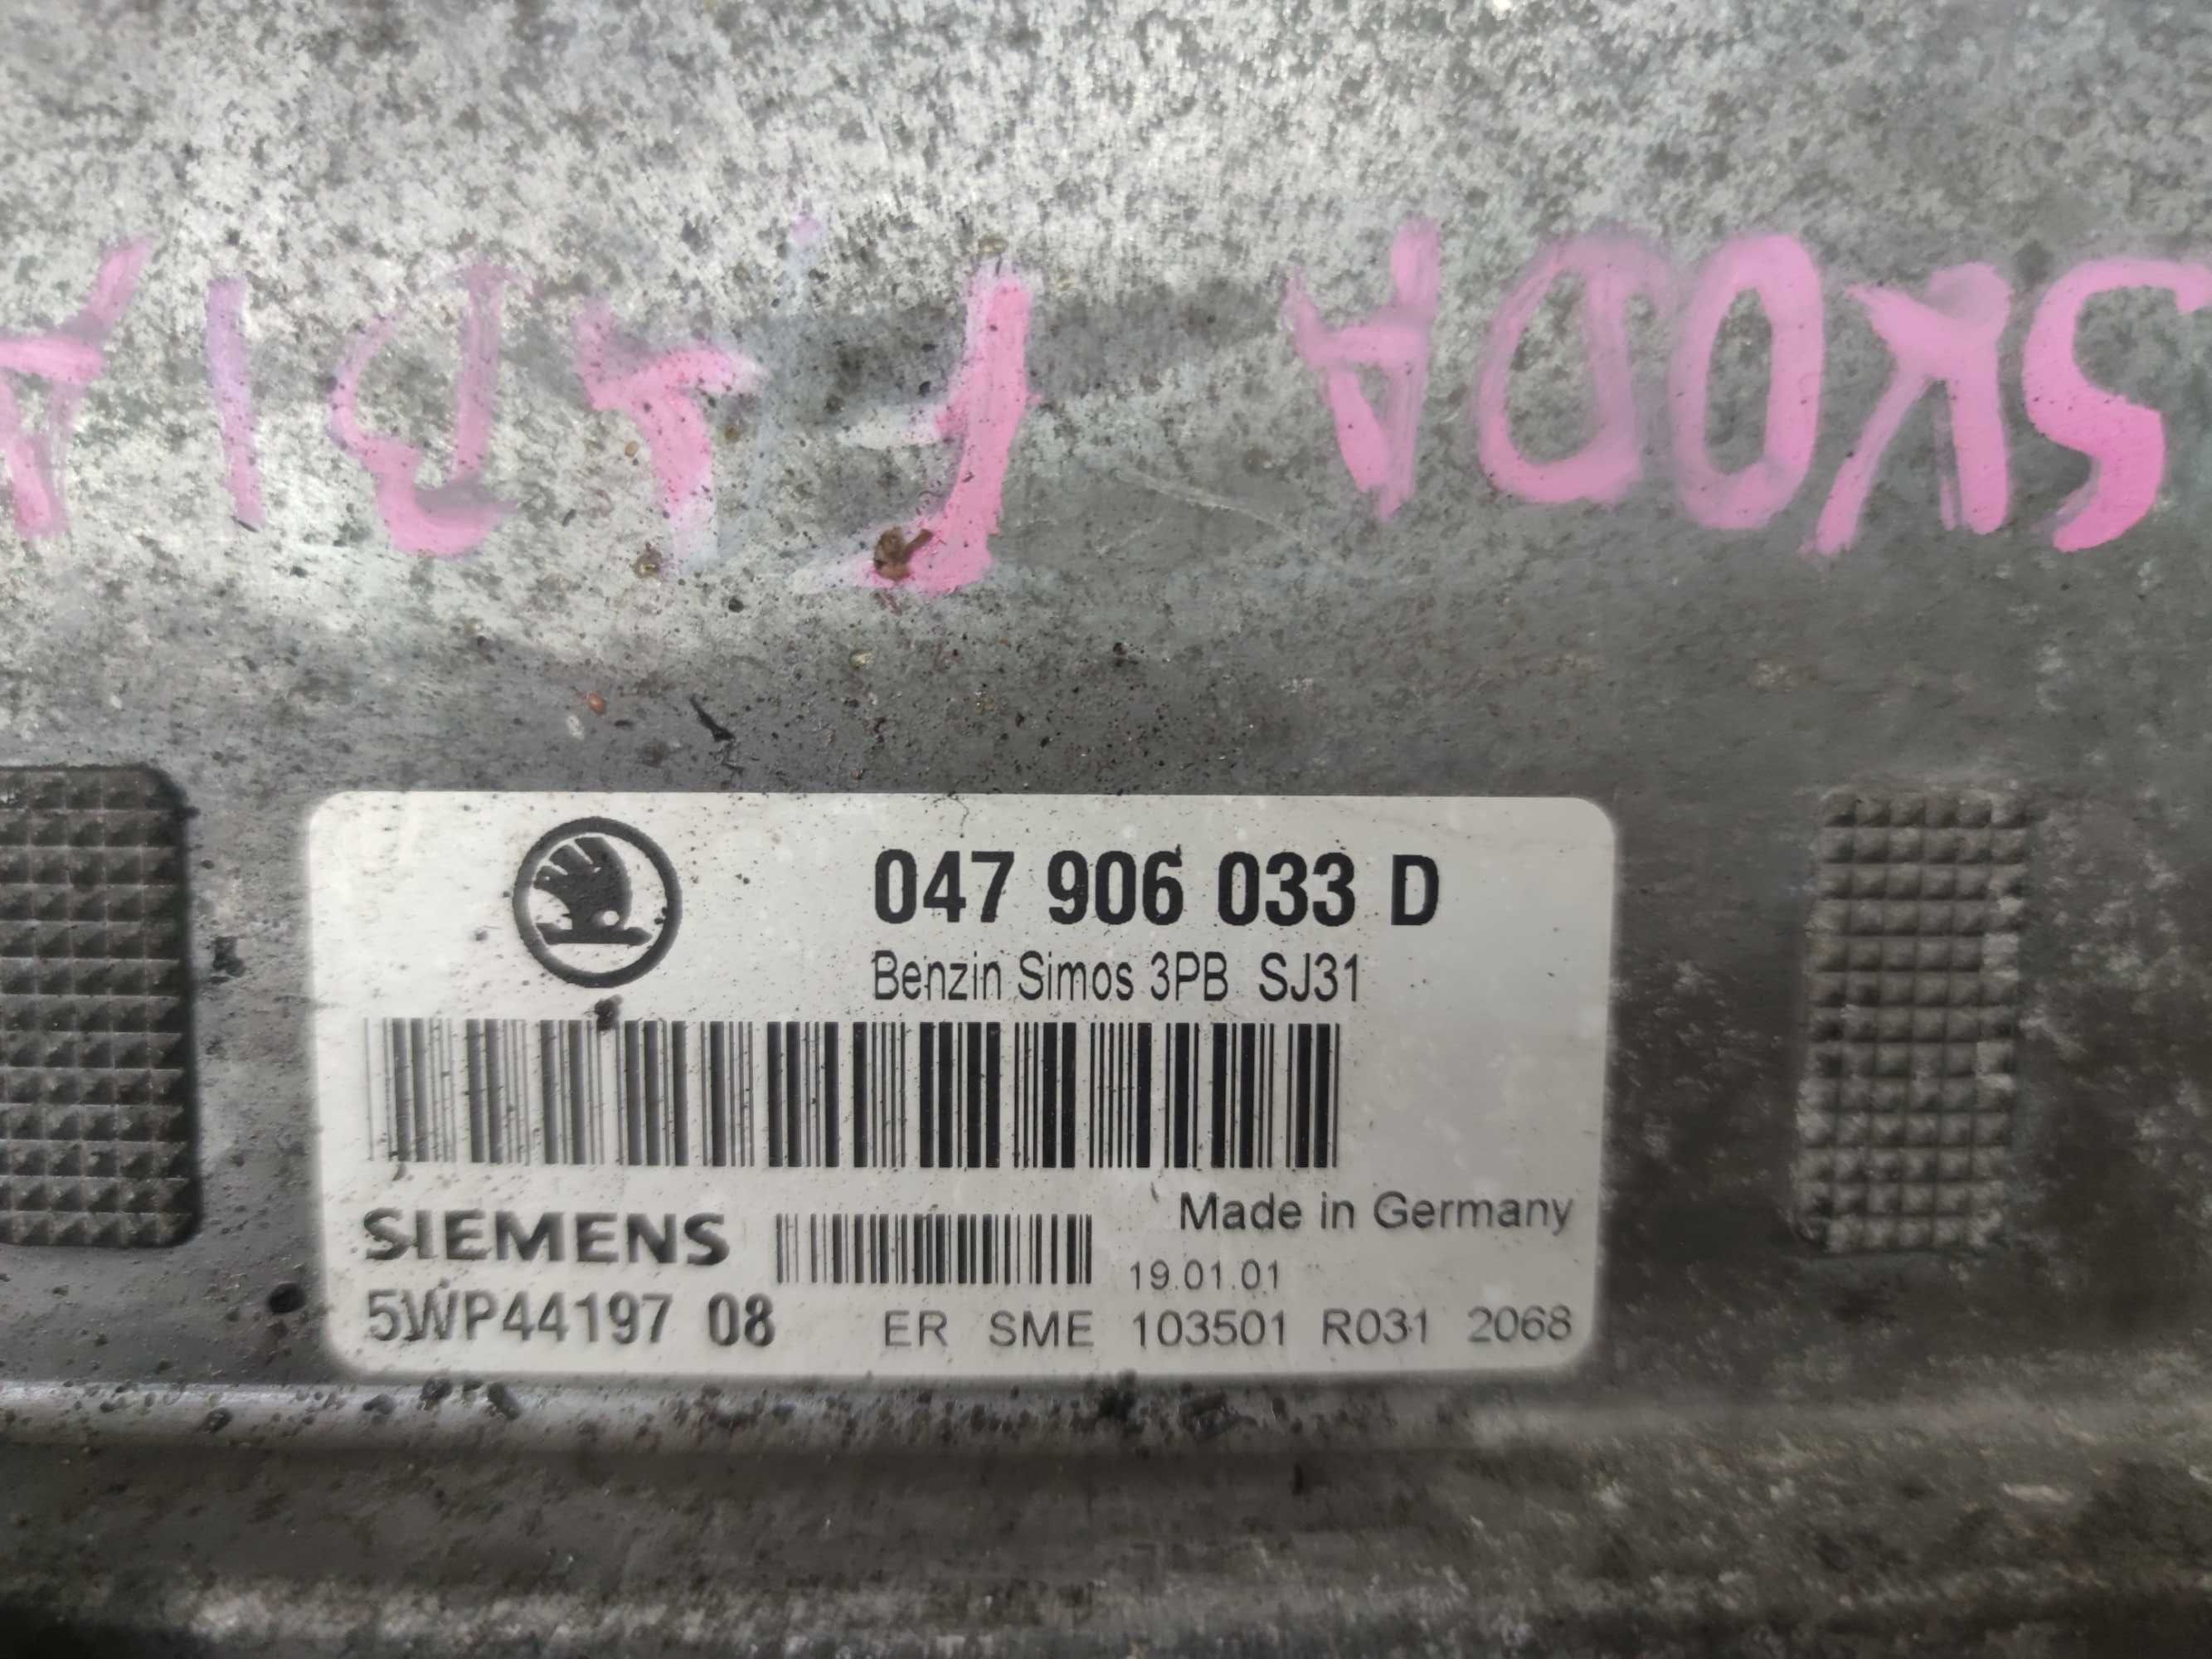 SKODA FABIA
047 906 033 D
Benzin Simos 3PB SJ31
Made in Germany
SIEMENS
19.01.01
5WP44197 08 ER SME 103501 R031 2068